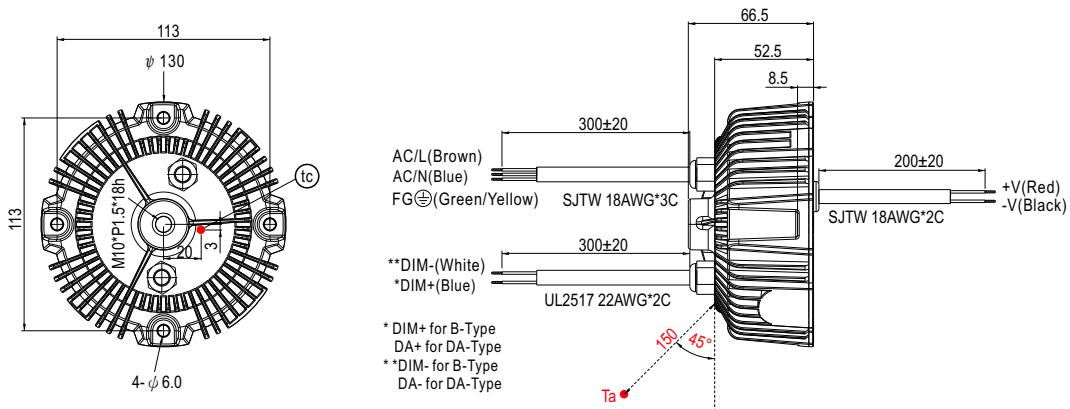 113
ψ 130
113
M10*P1.5*18h
tc
20
3
4- ϕ 6.0
66.5
52.5
8.5
300±20
AC/L(Brown)
AC/N(Blue)
FG⏚(Green/Yellow)
SJTW 18AWG*3C
200±20
+V(Red)
-V(Black)
SJTW 18AWG*2C
300±20
**DIM-(White)
*DIM+(Blue)
UL2517 22AWG*2C
* DIM+ for B-Type
DA+ for DA-Type
* *DIM- for B-Type
DA- for DA-Type
150
45°
Ta